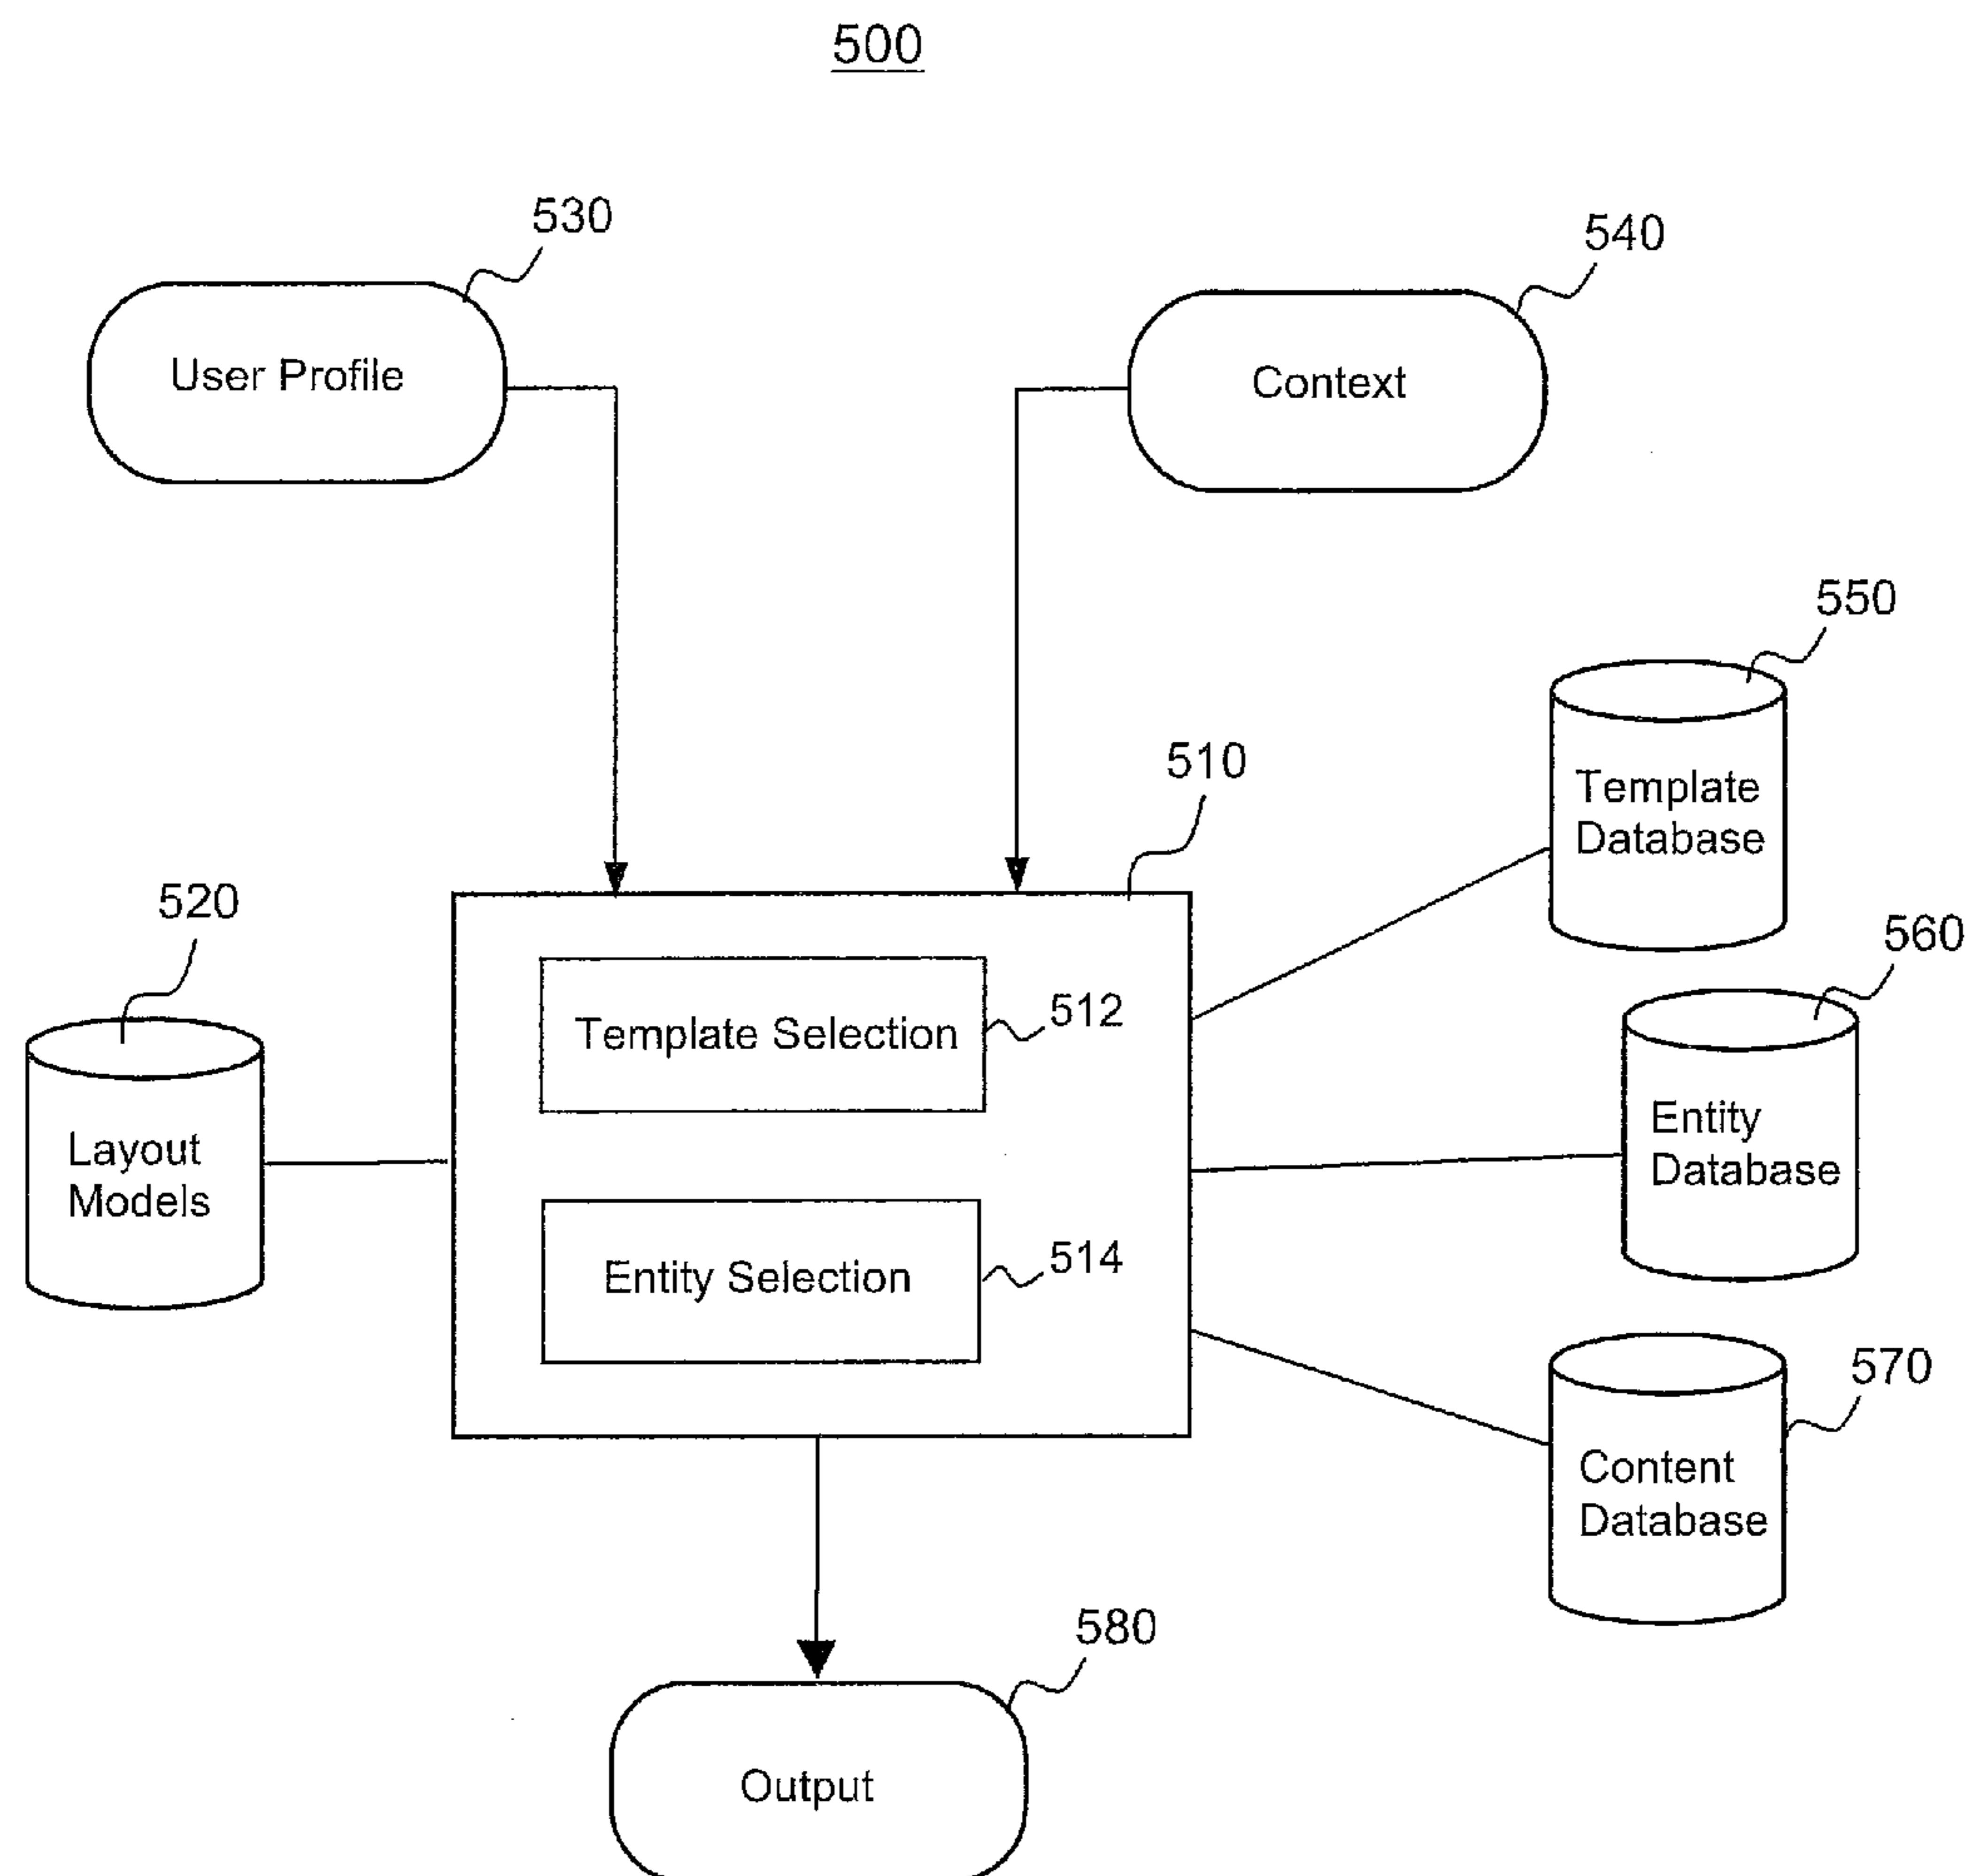 500
530
540
User Profile
Context
550
510
Template
Database
520
560
512
Template Selection
Entity
Database
Layout
Models
514
Entity Selection
570
Content
Database
580
Output